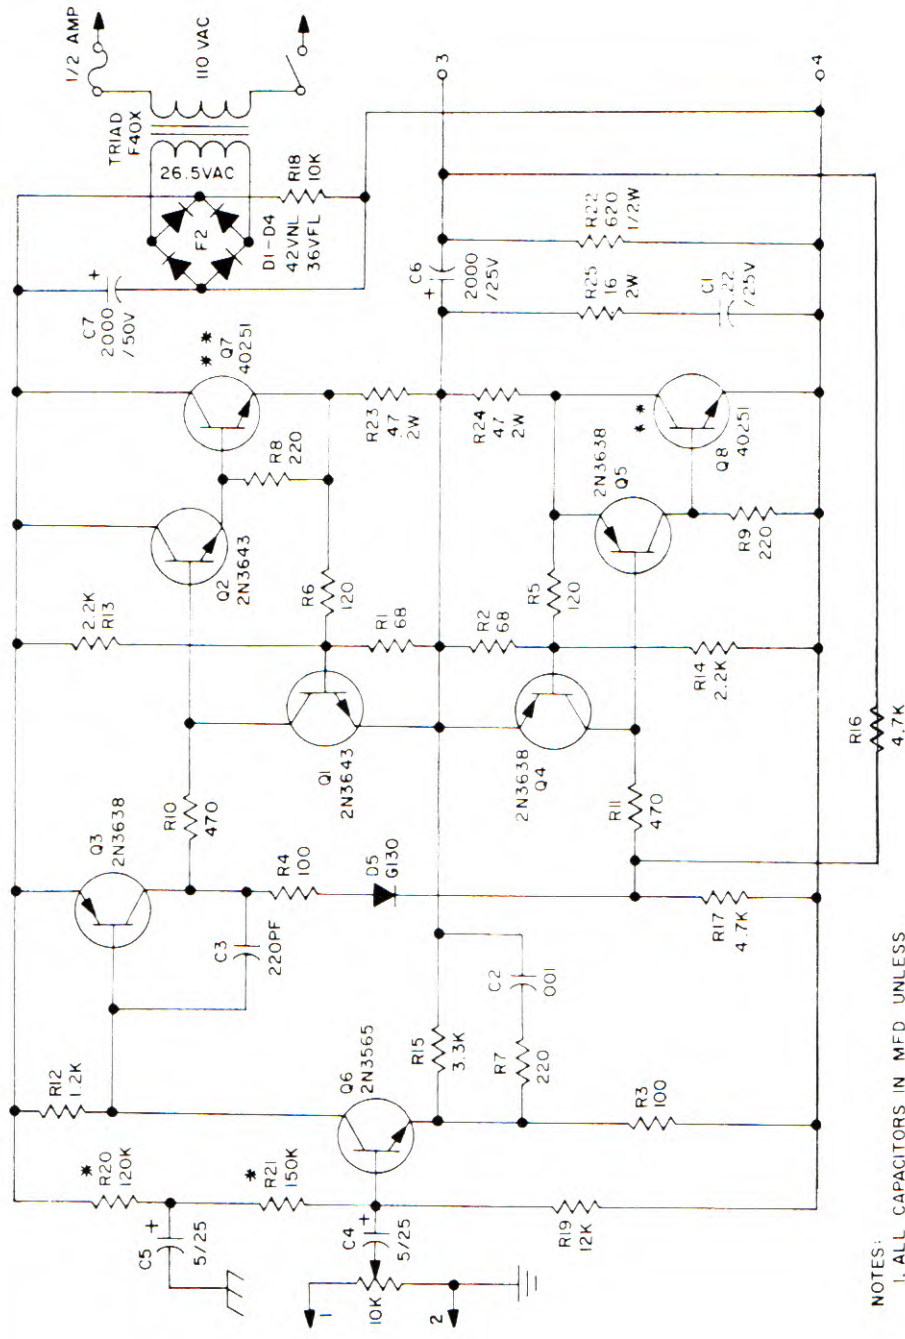 1/2 AMP
110 VAC
TRIAD
F40X
26.5VAC
R18
10K
F2
D1-D4
42VNL
36VFL
+
C7
2000
/50V
* *
Q7
40251
R8
220
Q2
2N3643
2.2K
R13
R6
120
R1
68
R23
47
2W
3
+
C6
2000
/25V
R22
620
1/2W
R25
16
2W
C1
.22
/25V
4
R24
47
2W
* *
Q8
40251
2N3638
Q5
R9
220
R5
120
R2
68
R14
2.2K
R16
4.7K
Q1
2N3643
2N3638
Q4
R10
470
R11
470
Q3
2N3638
R4
100
D5
G130
C3
220PF
R17
4.7K
C2
001
R15
3.3K
R7
220
R12
1.2K
Q6
2N3565
R3
100
*
R20
120K
*
R21
150K
+
C5
5/25
+
C4
5/25
R19
12K
1
10K
2
NOTES:
1. ALL CAPACITORS IN MFD UNLESS